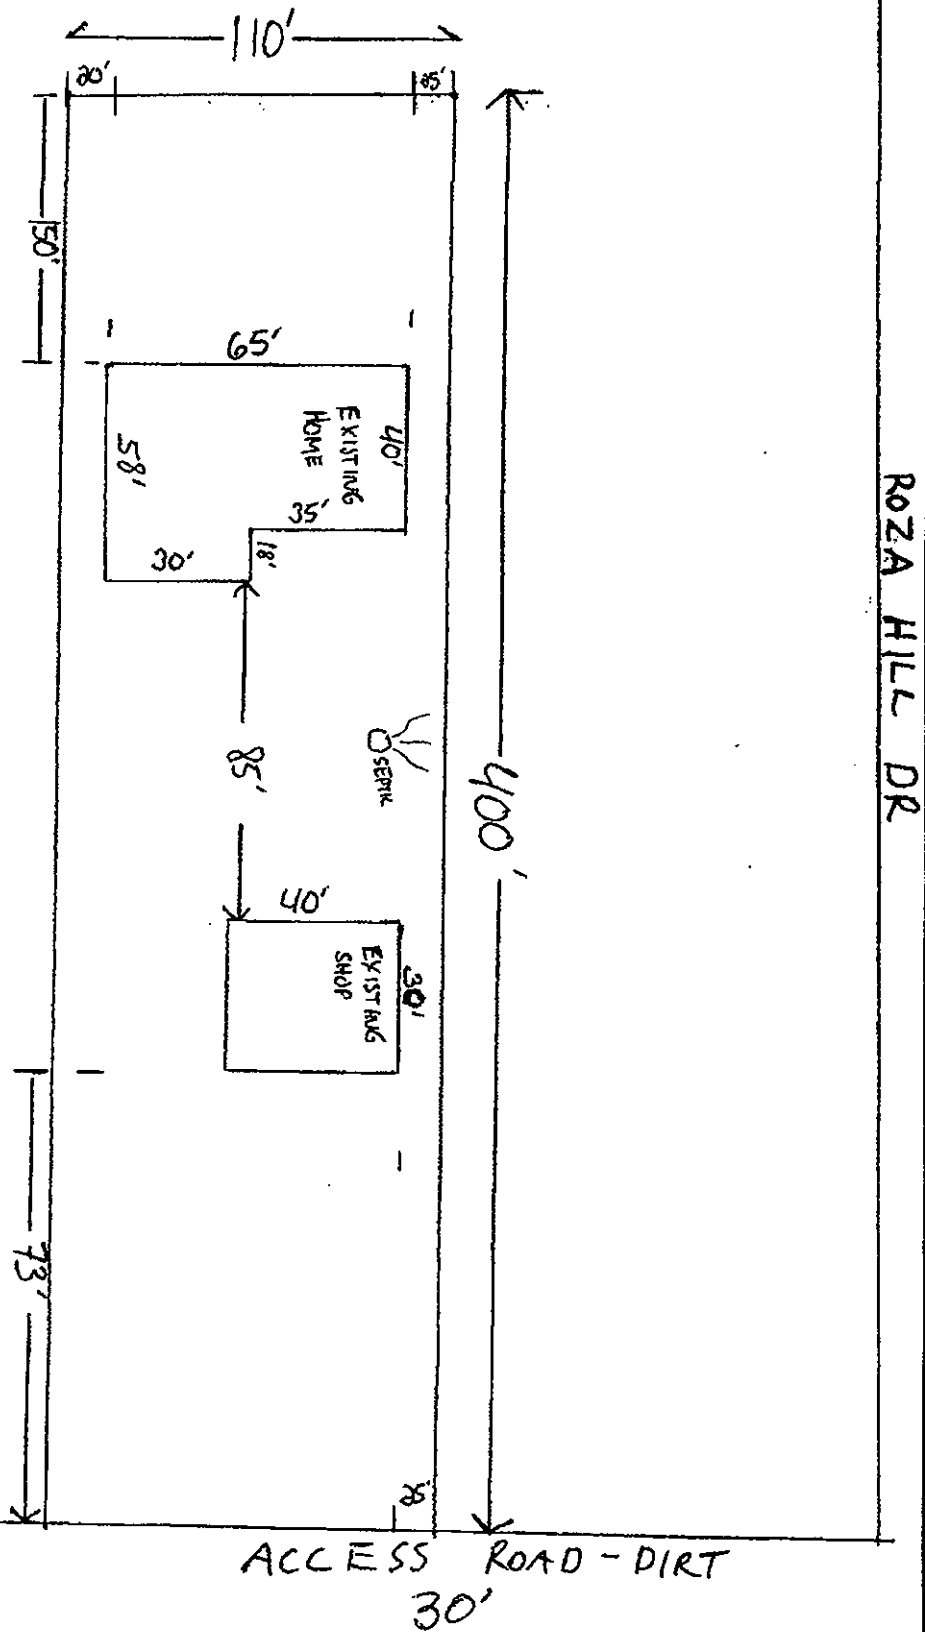 110'
20'
25'
150'
65'
EXISTING
HOME
40'
58'
35'
18'
30'
ROZA HILL DR
85'
SEPTIC
400'
40'
EXISTING
SHOP
30'
73'
25'
ACCESS ROAD - DIRT
30'